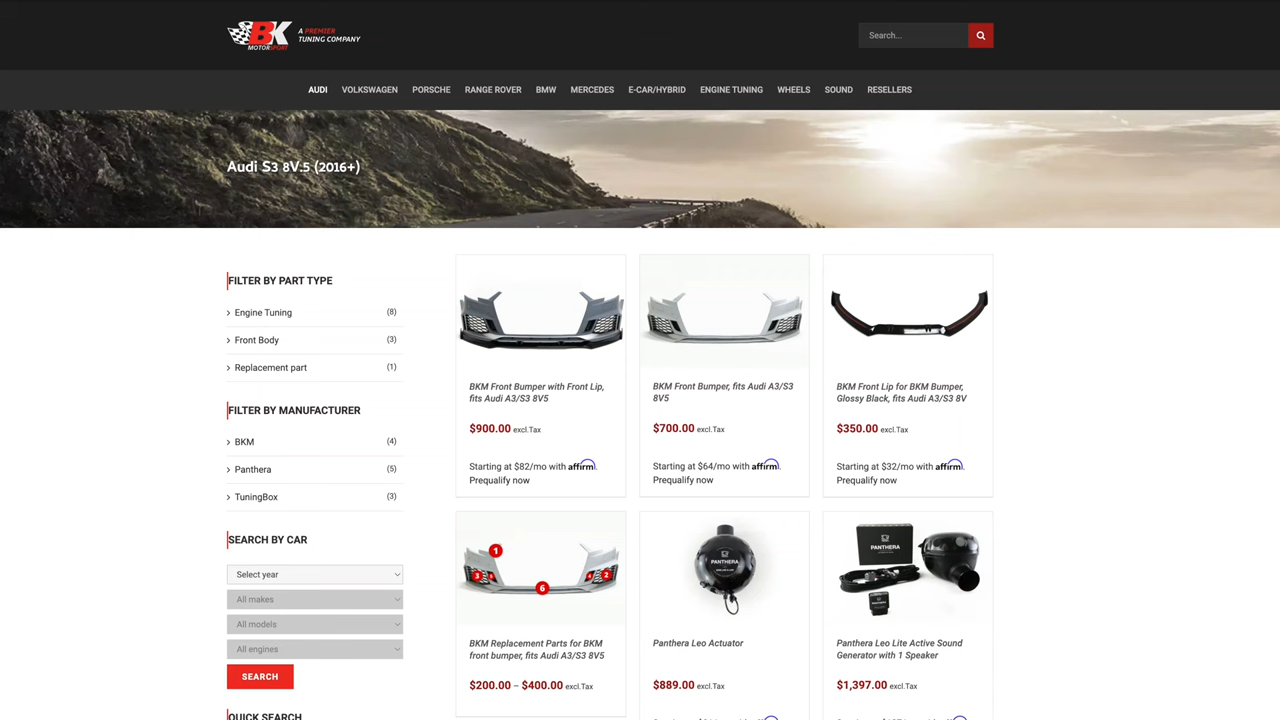 BK
MOTORSPORT
A PREMIER
TUNING COMPANY
Search...
AUDI VOLKSWAGEN PORSCHE RANGE ROVER BMW MERCEDES E-CAR/HYBRID ENGINE TUNING WHEELS SOUND RESELLERS
Audi S3 8V.5 (2016+)
FILTER BY PART TYPE
Engine Tuning (8)
Front Body (3)
Replacement part (1)
FILTER BY MANUFACTURER
BKM (4)
Panthera (5)
TuningBox (3)
SEARCH BY CAR
Select year
All makes
All models
All engines
SEARCH
QUICK SEARCH
BKM Front Bumper with Front Lip,
fits Audi A3/S3 8V5
$900.00 excl.Tax
Starting at $82/mo with affirm.
Prequalify now
BKM Front Bumper, fits Audi A3/S3
8V5
$700.00 excl.Tax
Starting at $64/mo with affirm.
Prequalify now
BKM Front Lip for BKM Bumper,
Glossy Black, fits Audi A3/S3 8V
$350.00 excl.Tax
Starting at $32/mo with affirm.
Prequalify now
1
2
3
4
4
6
BKM Replacement Parts for BKM
front bumper, fits Audi A3/S3 8V5
$200.00 – $400.00 excl.Tax
PANTHERA
Panthera Leo Actuator
$889.00 excl.Tax
PANTHERA
PANTHERA
Panthera Leo Lite Active Sound
Generator with 1 Speaker
$1,397.00 excl.Tax